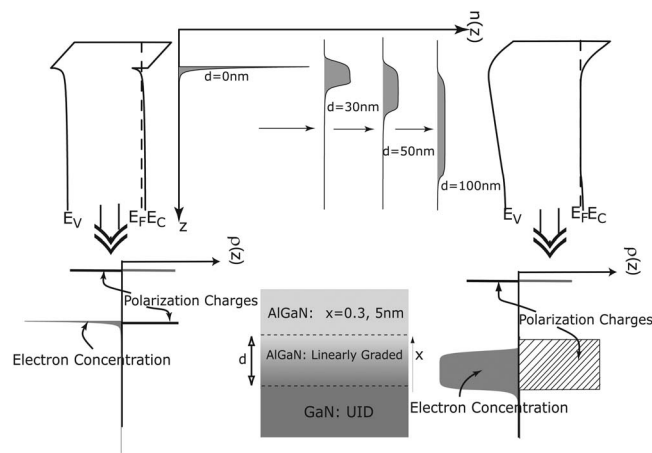 n(z)
d=0nm
d=30nm
d=50nm
d=100nm
E_V
E_F E_C
z
E_V
E_F E_C
ρ(z)
Polarization Charges
Electron Concentration
AlGaN: x=0.3, 5nm
d
AlGaN: Linearly Graded
x
GaN: UID
ρ(z)
Polarization Charges
Electron Concentration